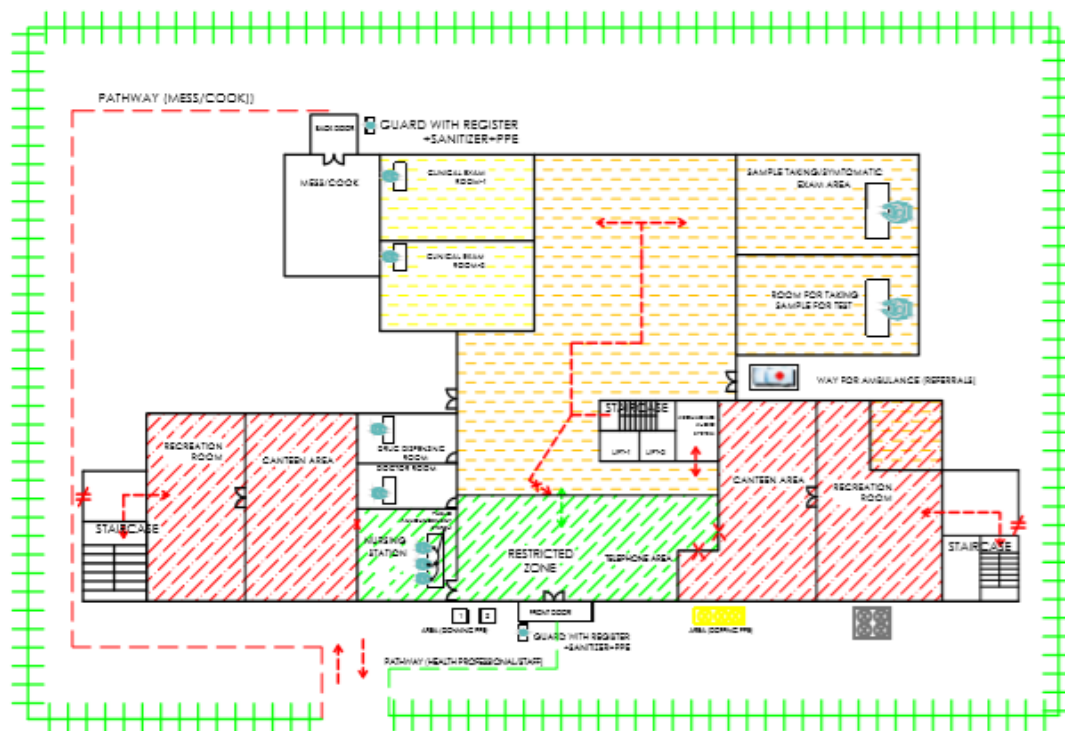 PATHWAY (MESS/COOK))
BACK DOOR
GUARD WITH REGISTER
+SANITIZER+PPE
MESS/COOK
CLINICAL EXAM
ROOM-1
SAMPLE TAKING/SYMTOMATIC
EXAM AREA
CLINICAL EXAM
ROOM-2
ROOM FOR TAKING
SAMPLE FOR TEST
WAY FOR AMBULANCE (REFERRALS)
STAIRCASE
LIFT-1
LIFT-2
RECREATION
ROOM
CANTEEN AREA
DRUG DISPENSING
ROOM
DOCTOR ROOM
CANTEEN AREA
RECREATION
ROOM
STAIRCASE
NURSING
STATION
RESTRICTED
ZONE
TELEPHONE AREA
STAIRCASE
FRONT DOOR
1
2
AREA (DONNING PPE)
GUARD WITH REGISTER
+SANITIZER+PPE
AREA (DOFFING PPE)
PATHWAY (HEALTH PROFESSIONAL/STAFF)